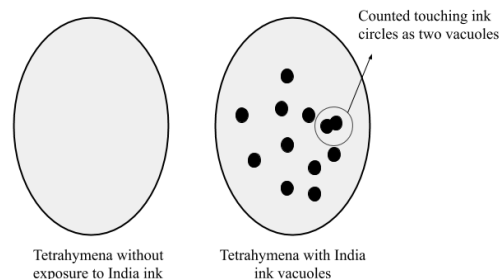 Counted touching ink
circles as two vacuoles
Tetrahymena without
exposure to India ink
Tetrahymena with India
ink vacuoles